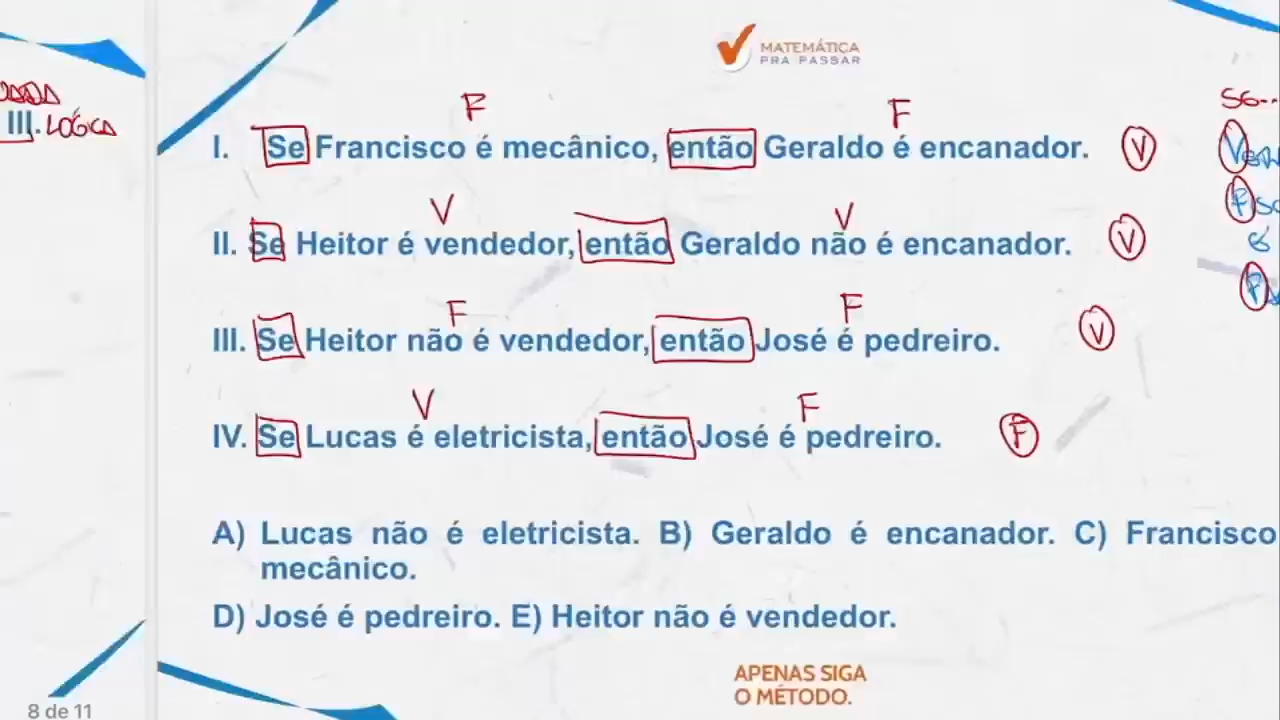 MATEMÁTICA
PRA PASSAR
III. LÓGICA
F F
I. Se Francisco é mecânico, então Geraldo é encanador. V
V V
II. Se Heitor é vendedor, então Geraldo não é encanador. V
F F
III. Se Heitor não é vendedor, então José é pedreiro. V
V F
IV. Se Lucas é eletricista, então José é pedreiro. F
A) Lucas não é eletricista. B) Geraldo é encanador. C) Francisco
mecânico.
D) José é pedreiro. E) Heitor não é vendedor.
APENAS SIGA
O MÉTODO.
8 de 11